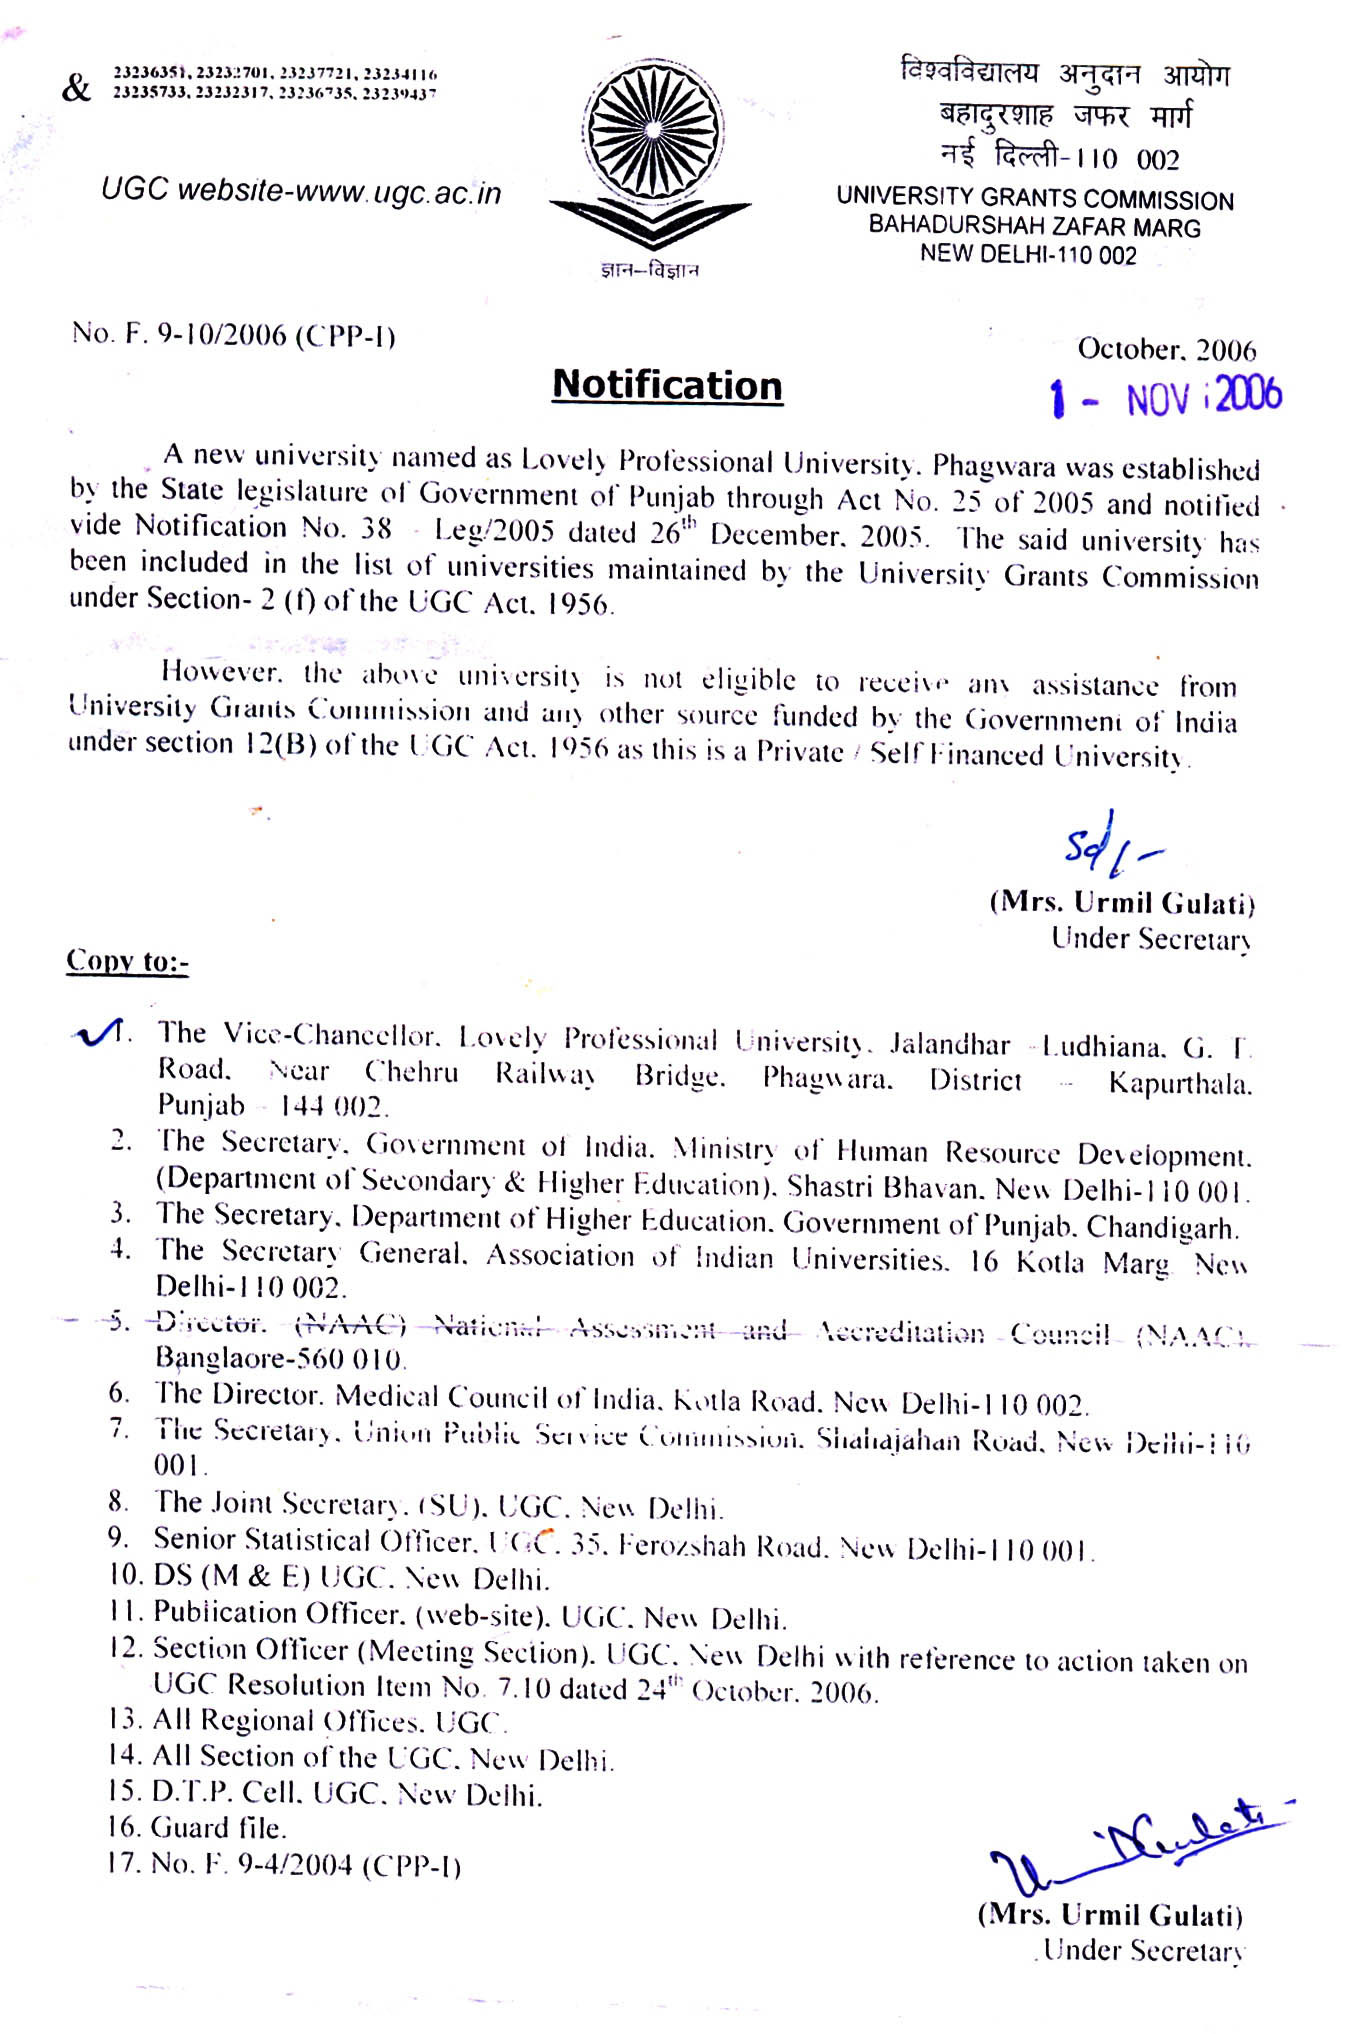 & 23236351, 23232701, 23237721, 23234116
23235733, 23232317, 23236735, 23239437
UGC website-www.ugc.ac.in
ज्ञान-विज्ञान
विश्वविद्यालय अनुदान आयोग
बहादुरशाह जफर मार्ग
नई दिल्ली-110 002
UNIVERSITY GRANTS COMMISSION
BAHADURSHAH ZAFAR MARG
NEW DELHI-110 002
No. F. 9-10/2006 (CPP-I)
October, 2006
Notification
1 - NOV 2006
A new university named as Lovely Professional University, Phagwara was established
by the State legislature of Government of Punjab through Act No. 25 of 2005 and notified
vide Notification No. 38 - Leg/2005 dated 26th December, 2005. The said university has
been included in the list of universities maintained by the University Grants Commission
under Section- 2 (f) of the UGC Act, 1956.
However, the above university is not eligible to receive any assistance from
University Grants Commission and any other source funded by the Government of India
under section 12(B) of the UGC Act, 1956 as this is a Private / Self Financed University.
Sd/-
(Mrs. Urmil Gulati)
Under Secretary
Copy to:-
1. The Vice-Chancellor, Lovely Professional University, Jalandhar - Ludhiana, G. T.
Road, Near Chehru Railway Bridge, Phagwara, District - Kapurthala,
Punjab - 144 002.
2. The Secretary, Government of India, Ministry of Human Resource Development,
(Department of Secondary & Higher Education), Shastri Bhavan, New Delhi-110 001.
3. The Secretary, Department of Higher Education, Government of Punjab, Chandigarh.
4. The Secretary General, Association of Indian Universities, 16 Kotla Marg, New
Delhi-110 002.
5. Director, (NAAC) National Assessment and Accreditation Council (NAAC),
Banglaore-560 010.
6. The Director, Medical Council of India, Kotla Road, New Delhi-110 002.
7. The Secretary, Union Public Service Commission, Shahajahan Road, New Delhi-110
001.
8. The Joint Secretary, (SU), UGC, New Delhi.
9. Senior Statistical Officer, UGC, 35, Ferozshah Road, New Delhi-110 001.
10. DS (M & E) UGC, New Delhi.
11. Publication Officer, (web-site), UGC, New Delhi.
12. Section Officer (Meeting Section), UGC, New Delhi with reference to action taken on
UGC Resolution Item No. 7.10 dated 24th October, 2006.
13. All Regional Offices, UGC.
14. All Section of the UGC, New Delhi.
15. D.T.P. Cell, UGC, New Delhi.
16. Guard file.
17. No. F. 9-4/2004 (CPP-I)
Urmil Gulati
(Mrs. Urmil Gulati)
Under Secretary